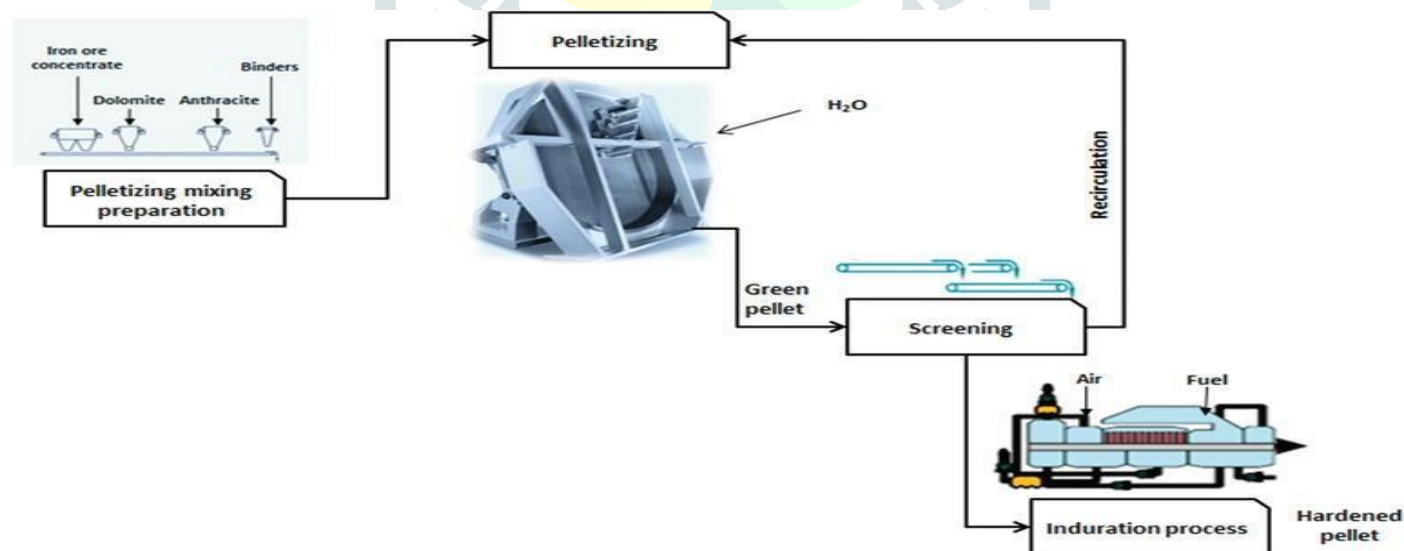 Iron ore
concentrate
Binders
Dolomite
Anthracite
Pelletizing mixing
preparation
Pelletizing
H₂O
Recirculation
Green
pellet
Screening
Air
Fuel
Induration process
Hardened
pellet